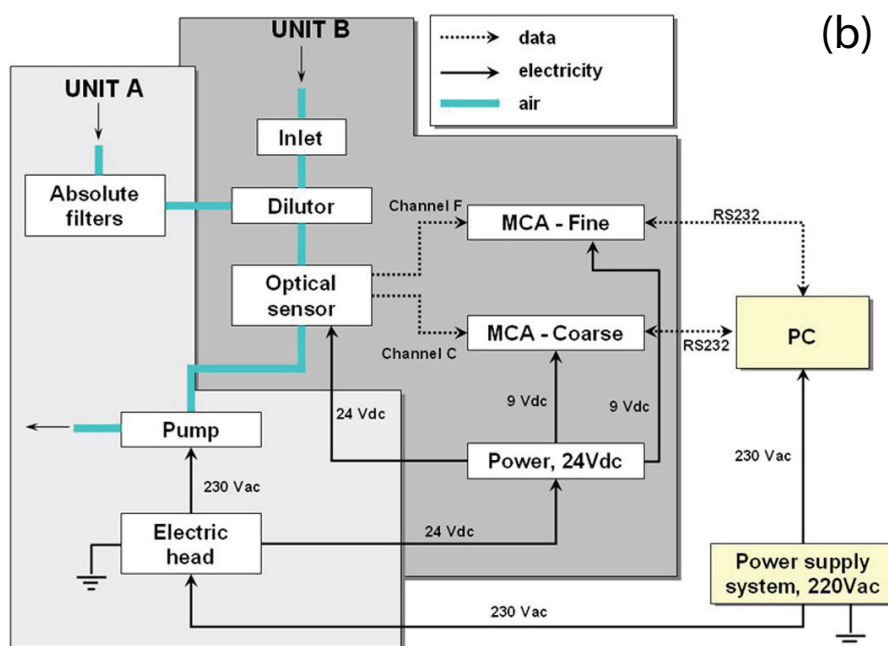 (b)
UNIT B
data
electricity
air
UNIT A
Inlet
Absolute
filters
Dilutor
Channel F
MCA - Fine
RS232
Optical
sensor
MCA - Coarse
PC
Channel C
RS232
24 Vdc
9 Vdc
9 Vdc
Pump
Power, 24Vdc
230 Vac
230 Vac
Electric
head
24 Vdc
Power supply
system, 220Vac
230 Vac